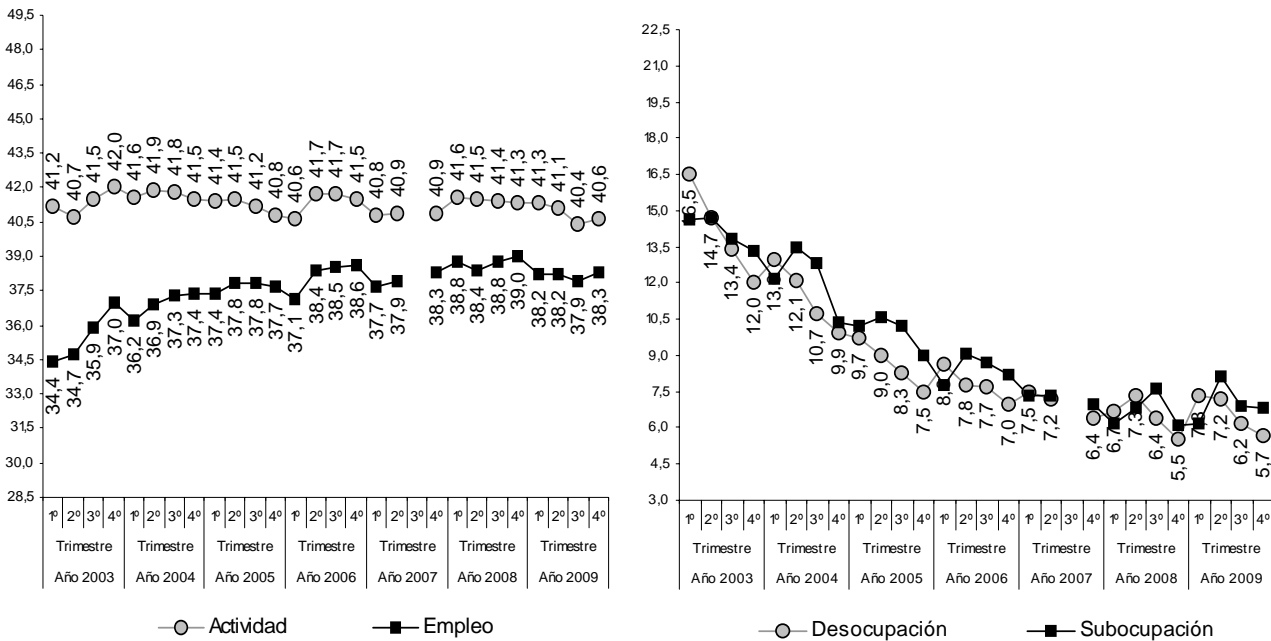 49,5
48,0
46,5
45,0
43,5
42,0
40,5
39,0
37,5
36,0
34,5
33,0
31,5
30,0
28,5
41,2 40,7 41,5 42,0 41,6 41,9 41,8 41,5 41,4 41,5 41,2 40,8 40,6 41,7 41,7 41,5 40,8 40,9 40,9 41,6 41,5 41,4 41,3 41,3 41,1 40,4 40,6
34,4 34,7 35,9 37,0 36,2 36,9 37,3 37,4 37,4 37,8 37,8 37,7 37,1 38,4 38,5 38,6 37,7 37,9 38,3 38,8 38,4 38,8 39,0 38,2 38,2 37,9 38,3
1º 2º 3º 4º 1º 2º 3º 4º 1º 2º 3º 4º 1º 2º 3º 4º 1º 2º 3º 4º 1º 2º 3º 4º 1º 2º 3º 4º
Trimestre Trimestre Trimestre Trimestre Trimestre Trimestre Trimestre
Año 2003 Año 2004 Año 2005 Año 2006 Año 2007 Año 2008 Año 2009
Actividad Empleo
22,5
21,0
19,5
18,0
16,5
15,0
13,5
12,0
10,5
9,0
7,5
6,0
4,5
3,0
14,7 13,4 12,0 12,1 10,7 9,9 9,7 9,0 8,3 7,5 7,8 7,7 7,0 7,5 7,2 6,4 6,7 7,3 6,4 5,5 7,2 6,2 5,7
1º 2º 3º 4º 1º 2º 3º 4º 1º 2º 3º 4º 1º 2º 3º 4º 1º 2º 3º 4º 1º 2º 3º 4º 1º 2º 3º 4º
Trimestre Trimestre Trimestre Trimestre Trimestre Trimestre Trimestre
Año 2003 Año 2004 Año 2005 Año 2006 Año 2007 Año 2008 Año 2009
Desocupación Subocupación